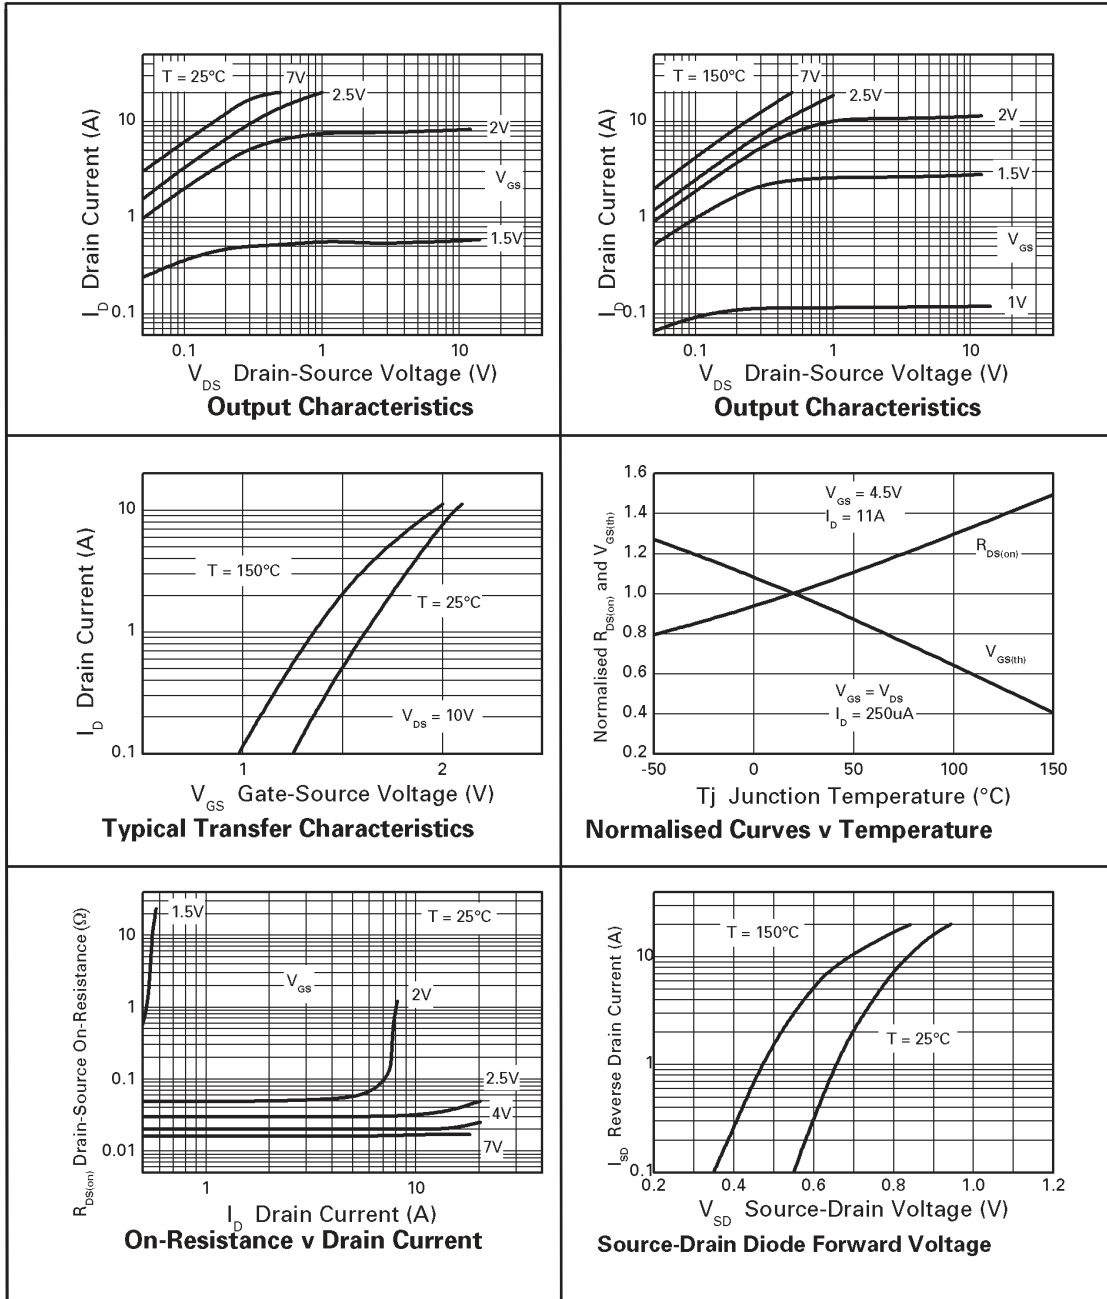 T = 25°C
7V
2.5V
2V
V_GS
1.5V
10
1
0.1
0.1 1 10
I_D Drain Current (A)
V_DS Drain-Source Voltage (V)
Output Characteristics
T = 150°C
7V
2.5V
2V
1.5V
V_GS
1V
10
1
0.1
0.1 1 10
I_D Drain Current (A)
V_DS Drain-Source Voltage (V)
Output Characteristics
10
1
0.1
T = 150°C
T = 25°C
V_DS = 10V
1 2
I_D Drain Current (A)
V_GS Gate-Source Voltage (V)
Typical Transfer Characteristics
1.6
1.4
1.2
1.0
0.8
0.6
0.4
0.2
V_GS = 4.5V
I_D = 11A
R_DS(on)
V_GS(th)
V_GS = V_DS
I_D = 250uA
-50 0 50 100 150
Normalised R_DS(on) and V_GS(th)
Tj Junction Temperature (°C)
Normalised Curves v Temperature
1.5V
T = 25°C
V_GS
2V
2.5V
4V
7V
10
1
0.1
0.01
1 10
R_DS(on) Drain-Source On-Resistance (Ω)
I_D Drain Current (A)
On-Resistance v Drain Current
T = 150°C
T = 25°C
10
1
0.1
0.2 0.4 0.6 0.8 1.0 1.2
I_SD Reverse Drain Current (A)
V_SD Source-Drain Voltage (V)
Source-Drain Diode Forward Voltage